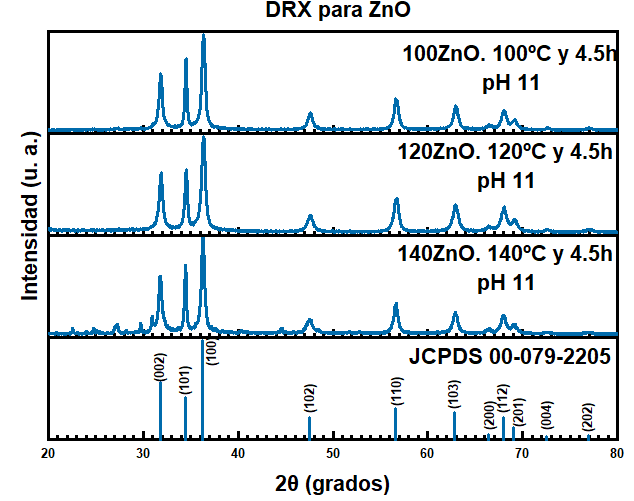 DRX para ZnO
Intensidad (u. a.)
100ZnO. 100ºC y 4.5h
pH 11
120ZnO. 120ºC y 4.5h
pH 11
140ZnO. 140ºC y 4.5h
pH 11
JCPDS 00-079-2205
(002)
(101)
(100)
(102)
(110)
(103)
(200)
(112)
(201)
(004)
(202)
20 30 40 50 60 70 80
2θ (grados)